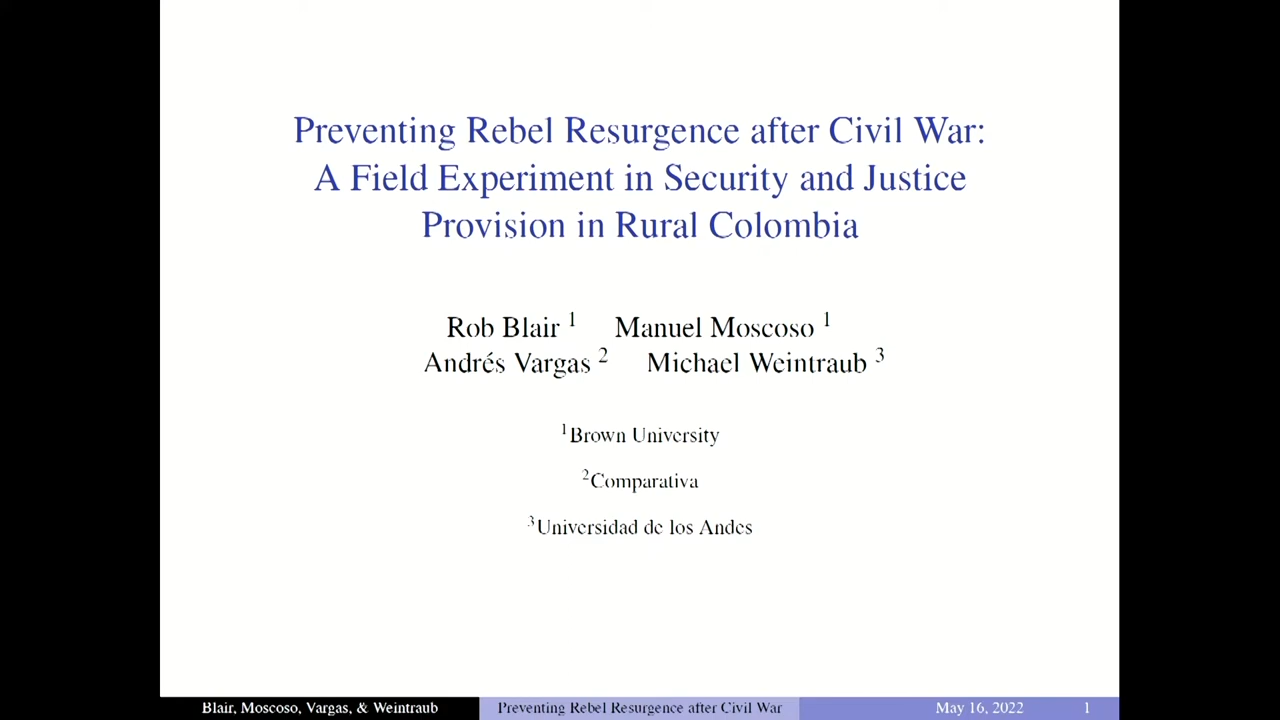 Preventing Rebel Resurgence after Civil War:
A Field Experiment in Security and Justice
Provision in Rural Colombia
Rob Blair ¹ Manuel Moscoso ¹
Andrés Vargas ² Michael Weintraub ³
¹Brown University
²Comparativa
³Universidad de los Andes
Blair, Moscoso, Vargas, & Weintraub Preventing Rebel Resurgence after Civil War May 16, 2022 1